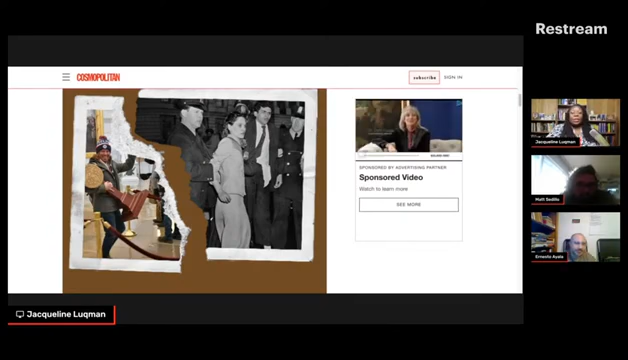 Restream
COSMOPOLITAN
subscribe
SIGN IN
SPONSORED BY ADVERTISING PARTNER
Sponsored Video
Watch to learn more
SEE MORE
Jacqueline Luqman
Matt Sedillo
Ernesto Ayala
Jacqueline Luqman